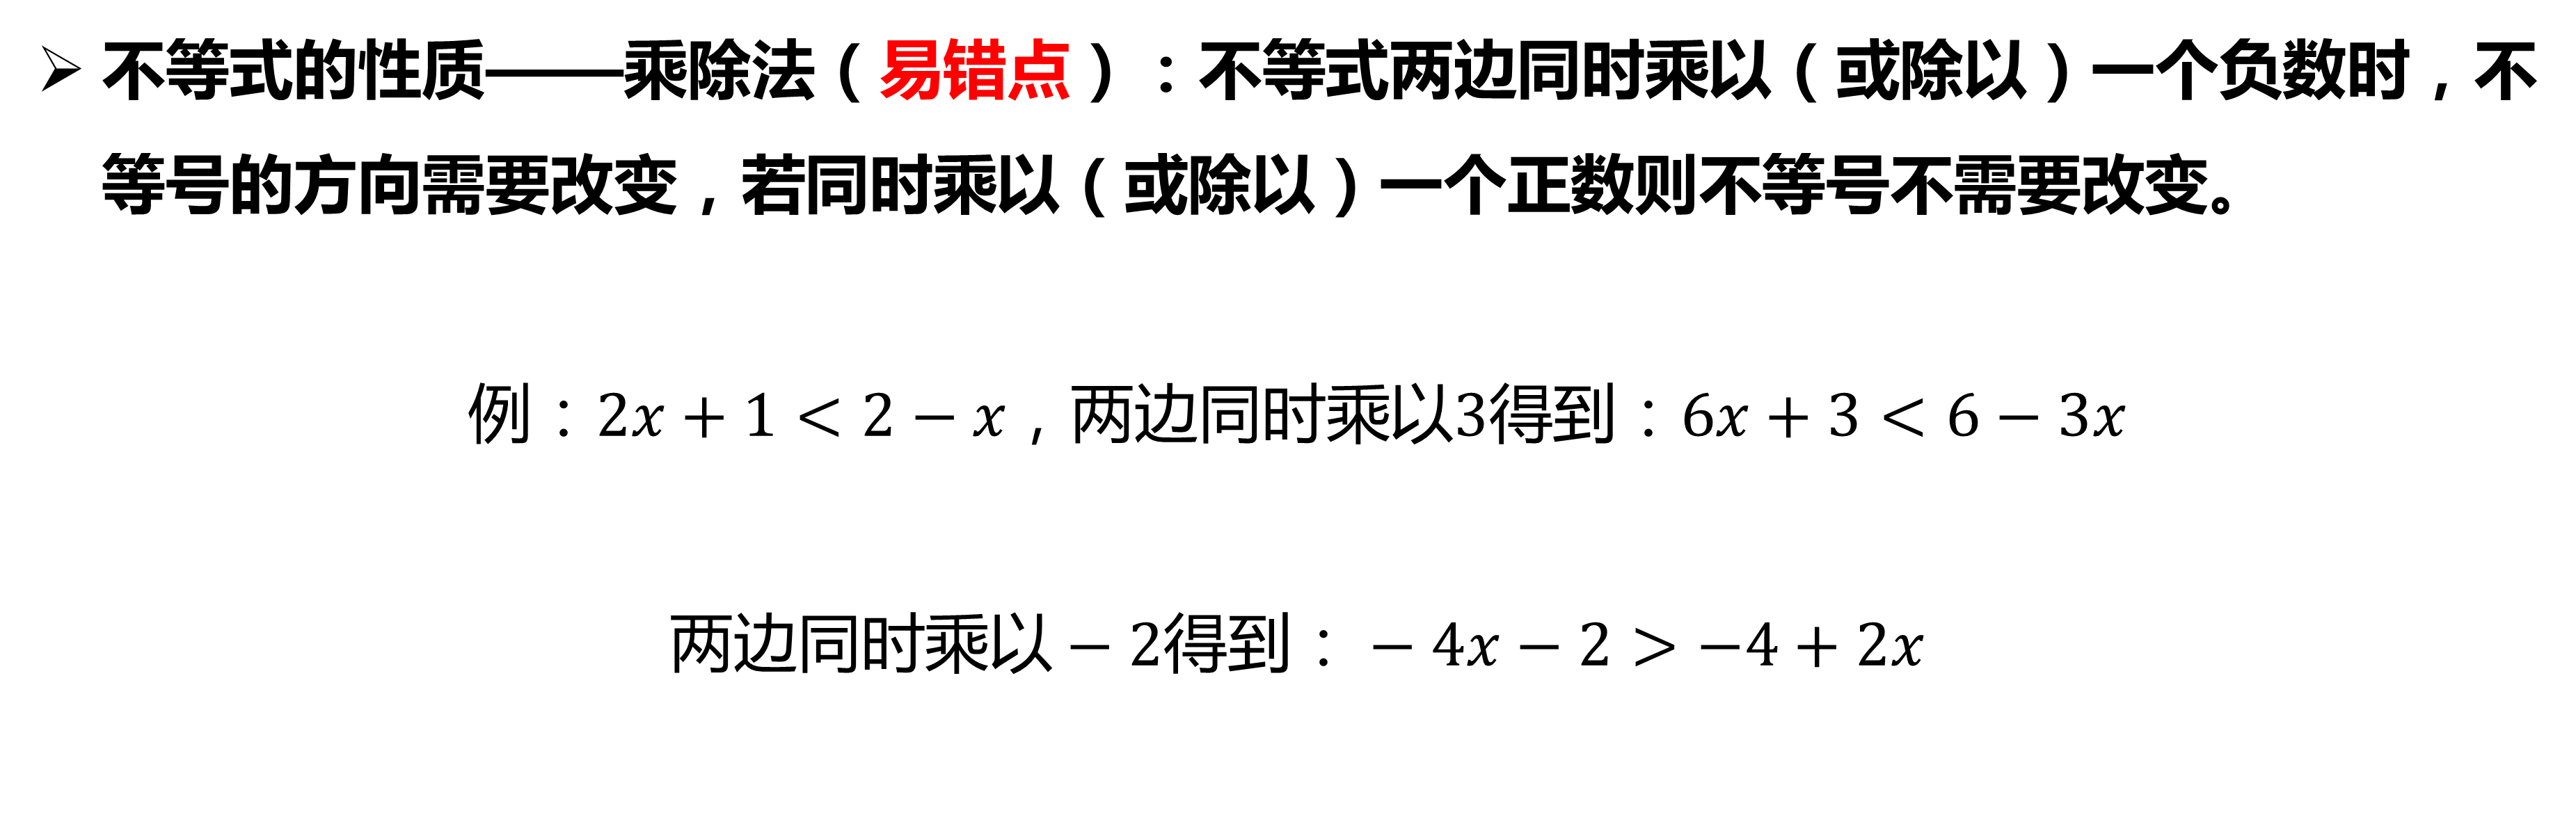 ➢ 不等式的性质——乘除法（易错点）：不等式两边同时乘以（或除以）一个负数时，不
等号的方向需要改变，若同时乘以（或除以）一个正数则不等号不需要改变。
例：2x + 1 < 2 − x，两边同时乘以3得到：6x + 3 < 6 − 3x
两边同时乘以 − 2得到： − 4x − 2 > −4 + 2x